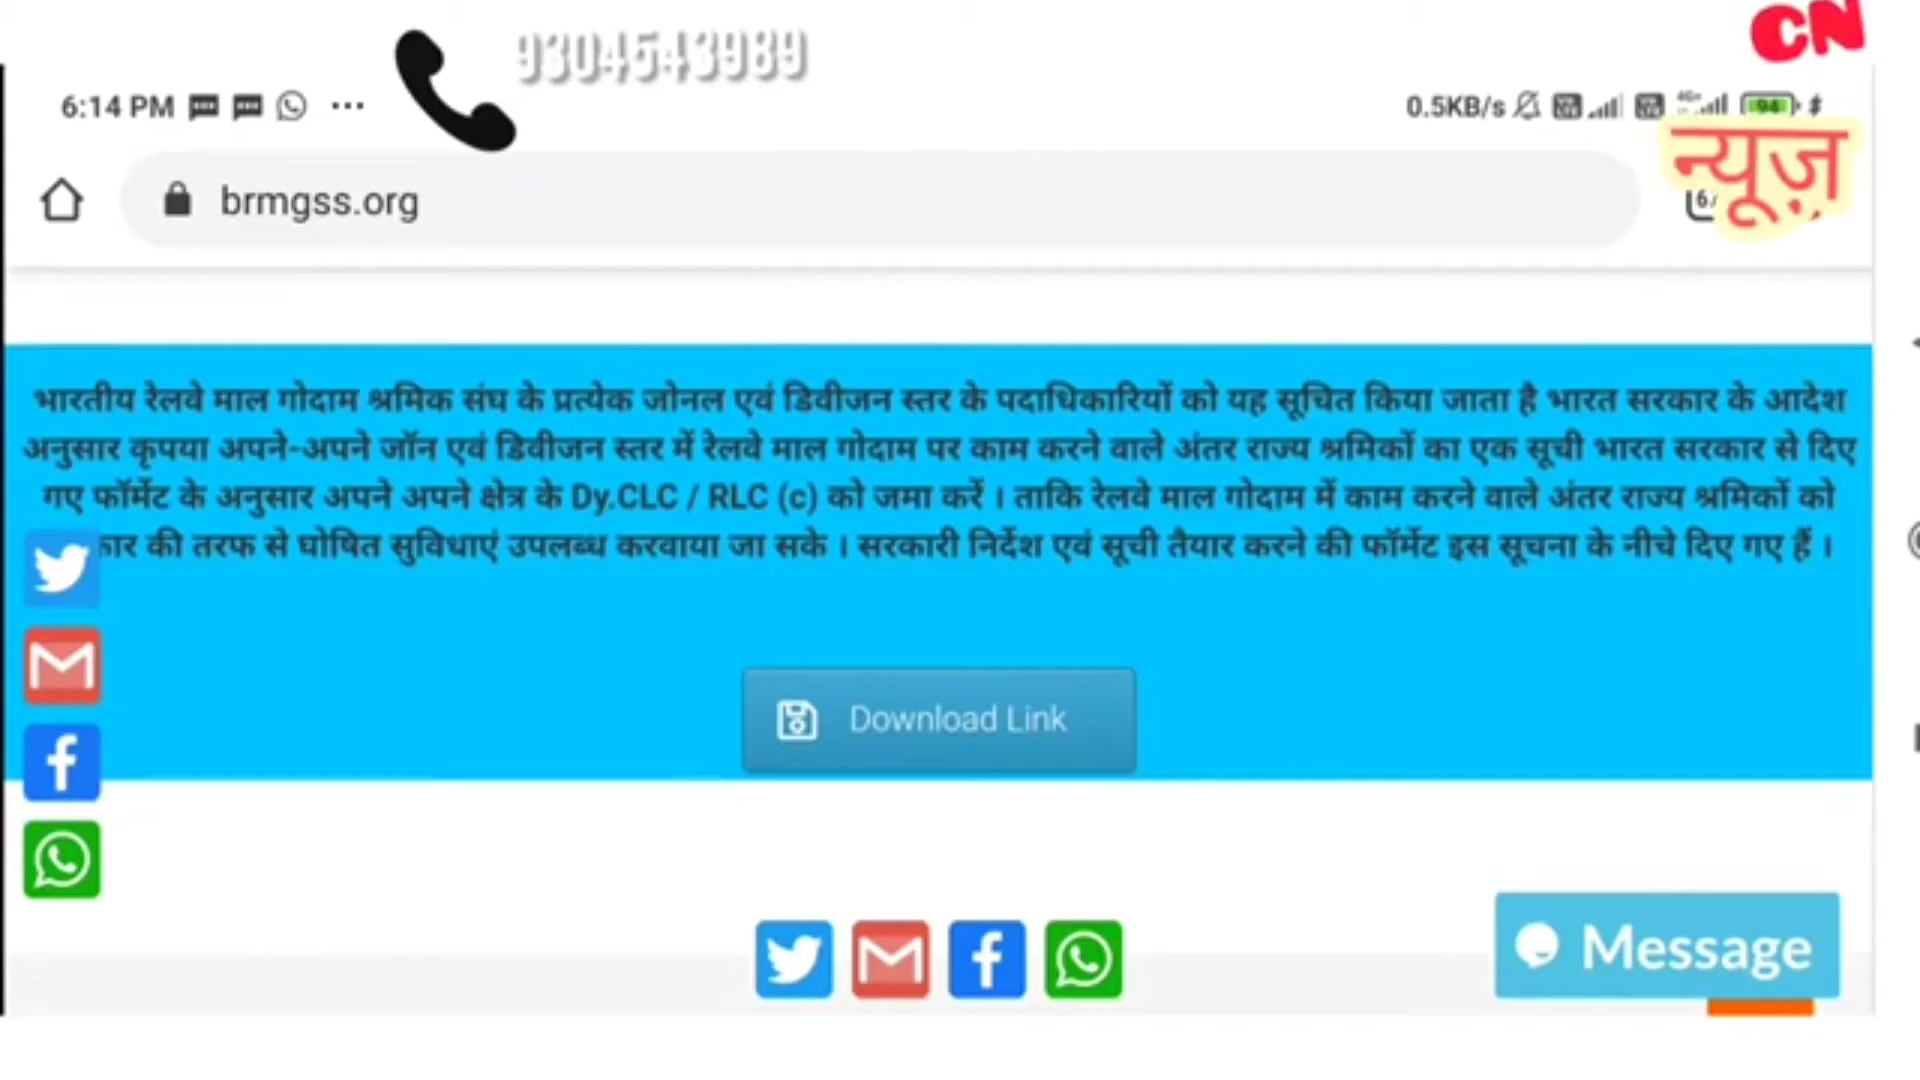 CN
9304543989
6:14 PM
0.5KB/s
94
न्यूज़
brmgss.org
भारतीय रेलवे माल गोदाम श्रमिक संघ के प्रत्येक जोनल एवं डिवीजन स्तर के पदाधिकारियों को यह सूचित किया जाता है भारत सरकार के आदेश
अनुसार कृपया अपने-अपने जॉन एवं डिवीजन स्तर में रेलवे माल गोदाम पर काम करने वाले अंतर राज्य श्रमिकों का एक सूची भारत सरकार से दिए
गए फॉर्मेट के अनुसार अपने अपने क्षेत्र के Dy.CLC / RLC (c) को जमा करें । ताकि रेलवे माल गोदाम में काम करने वाले अंतर राज्य श्रमिकों को
कार की तरफ से घोषित सुविधाएं उपलब्ध करवाया जा सके । सरकारी निर्देश एवं सूची तैयार करने की फॉर्मेट इस सूचना के नीचे दिए गए हैं ।
Download Link
Message